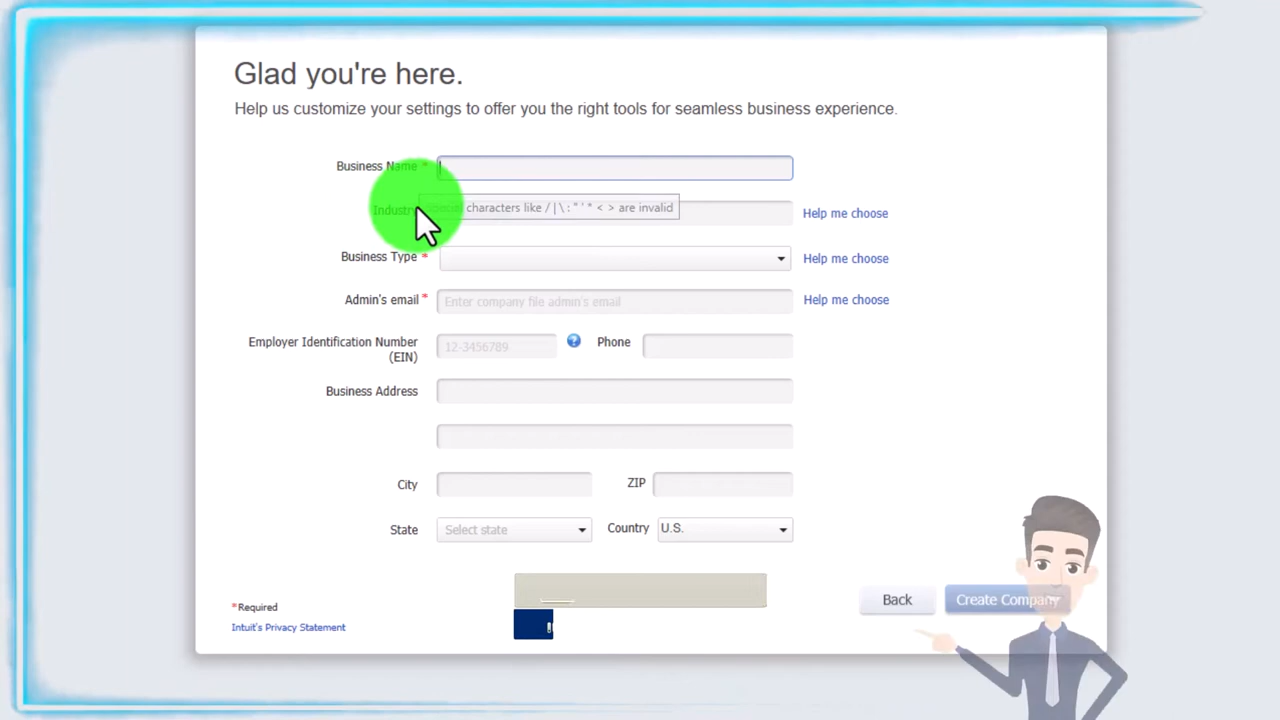 Glad you're here.
Help us customize your settings to offer you the right tools for seamless business experience.
Business Name *
Industry
characters like / | \ : " ' * < > are invalid
Help me choose
Business Type *
Help me choose
Admin's email *
Enter company file admin's email
Help me choose
Employer Identification Number
(EIN)
12-3456789
?
Phone
Business Address
City
ZIP
State
Select state
Country
U.S.
*Required
Intuit's Privacy Statement
Back
Create Company